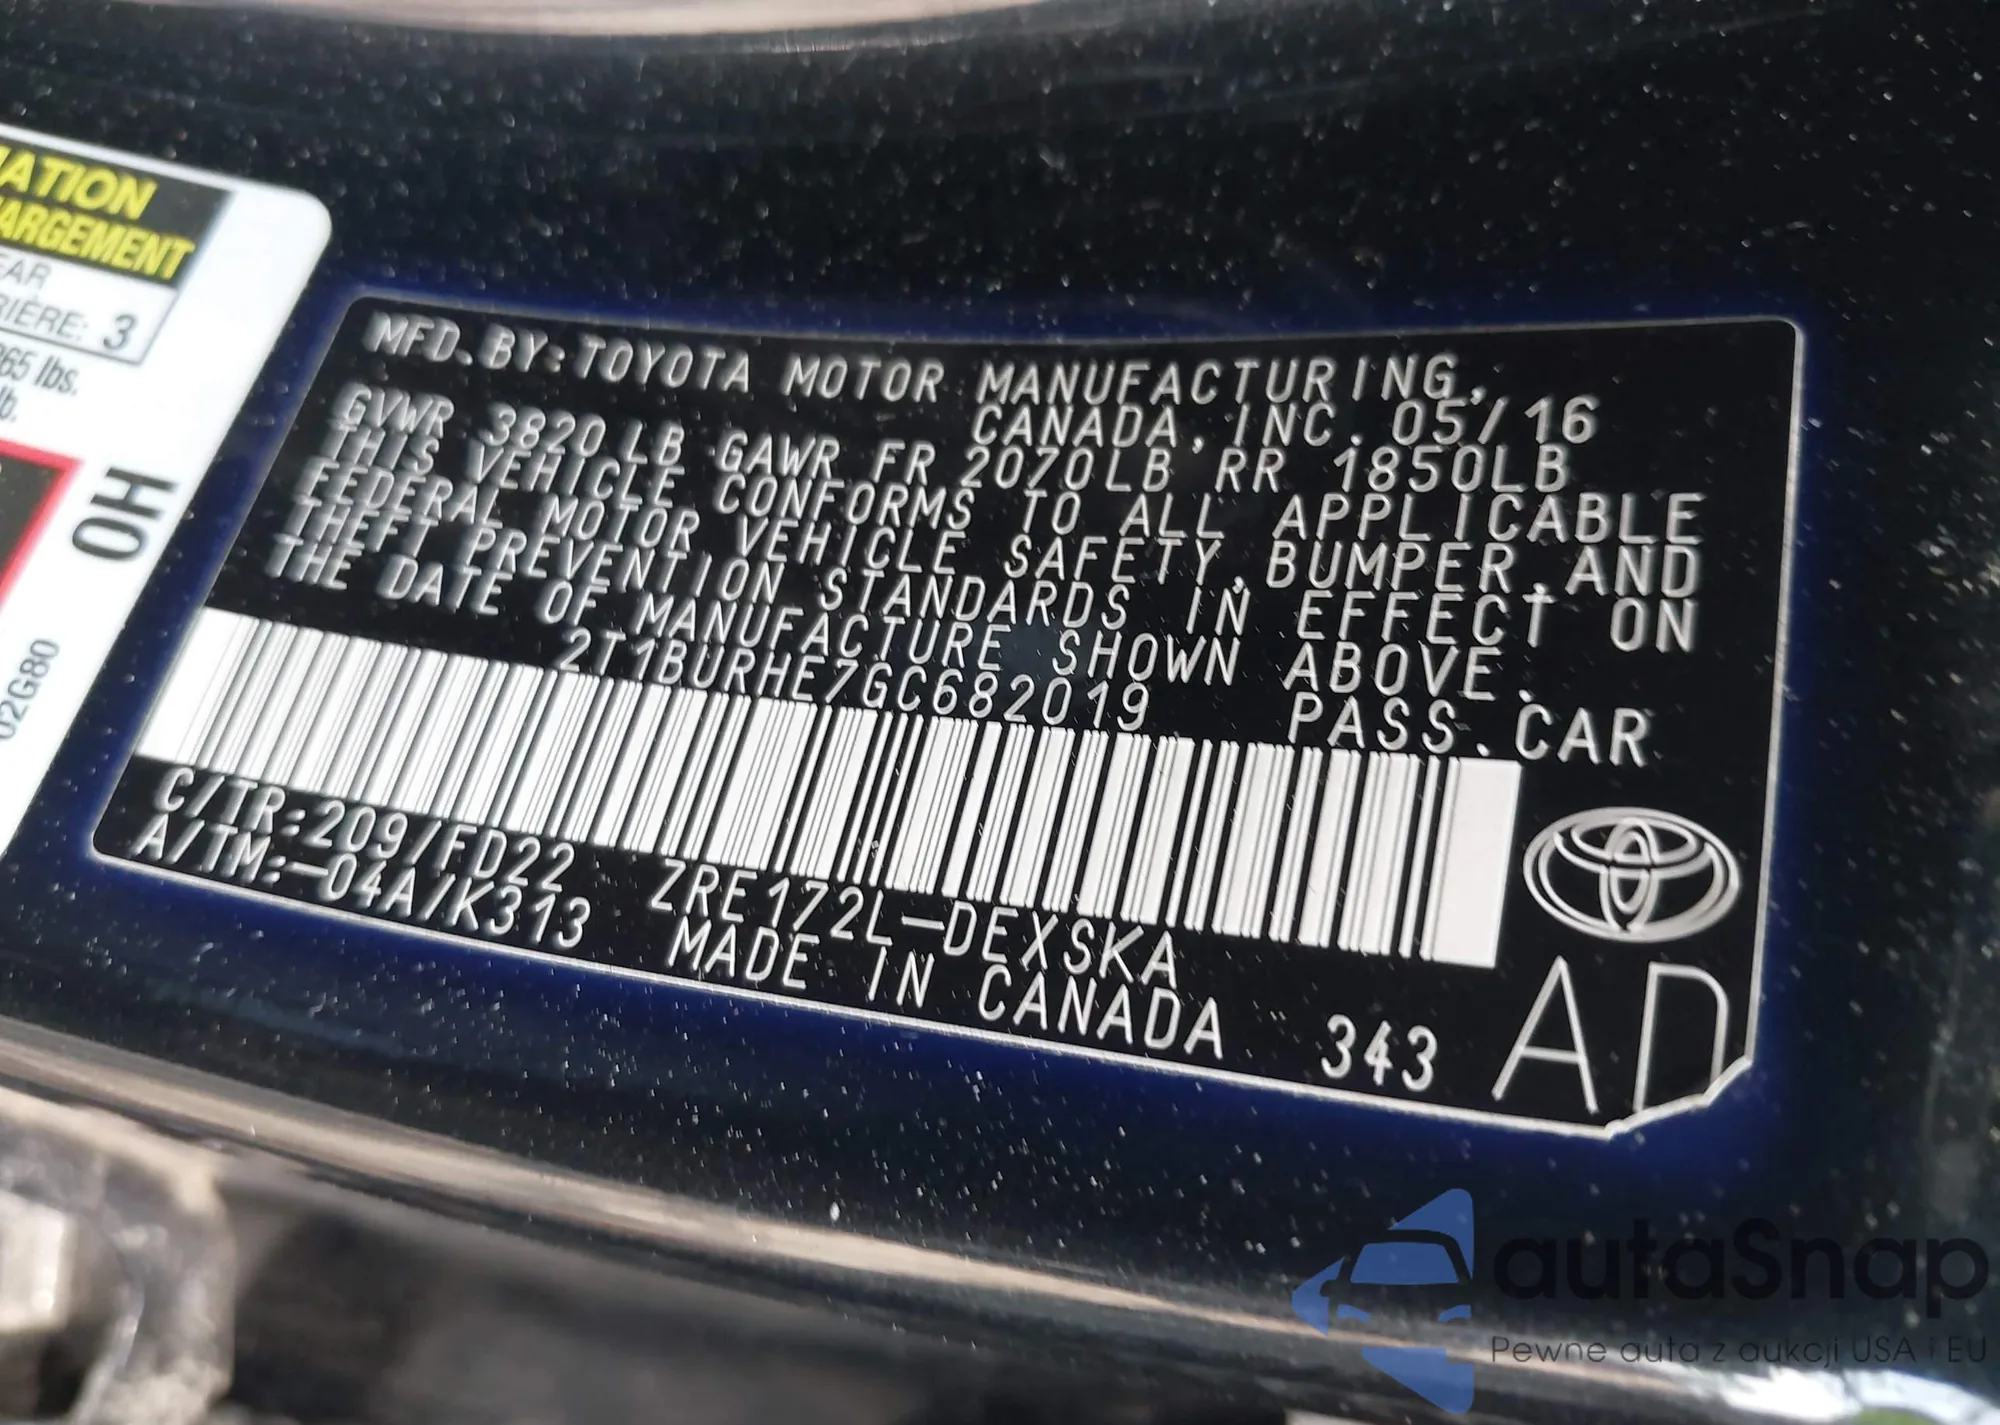 ATION
ARGEMENT
EAR
RIÈRE: 3
365 lbs.
lb.
OH
02G80
MFD.BY:TOYOTA MOTOR MANUFACTURING,
CANADA, INC. 05/16
GVWR 3820LB GAWR FR 2070LB RR 1850LB
THIS VEHICLE CONFORMS TO ALL APPLICABLE
FEDERAL MOTOR VEHICLE SAFETY,BUMPER,AND
THEFT PREVENTION STANDARDS IN EFFECT ON
THE DATE OF MANUFACTURE SHOWN ABOVE.
2T1BURHE7GC682019 PASS.CAR
C/TR:209/FD22 ZRE172L-DEXSKA
A/TM:-04A/K313 MADE IN CANADA 343
AD
autaSnap
Pewne auta z aukcji USA i EU